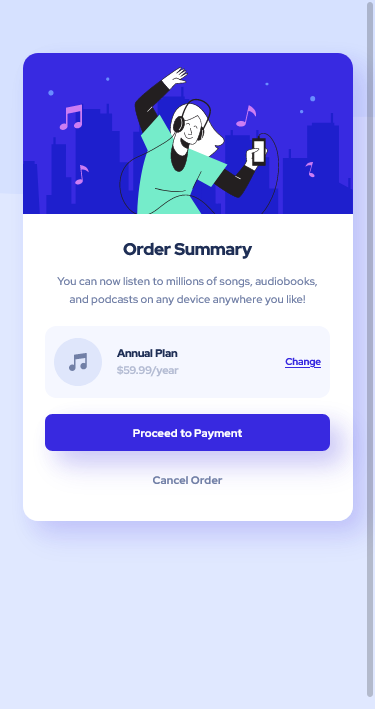 Order Summary
You can now listen to millions of songs, audiobooks,
and podcasts on any device anywhere you like!
Annual Plan
$59.99/year
Change
Proceed to Payment
Cancel Order